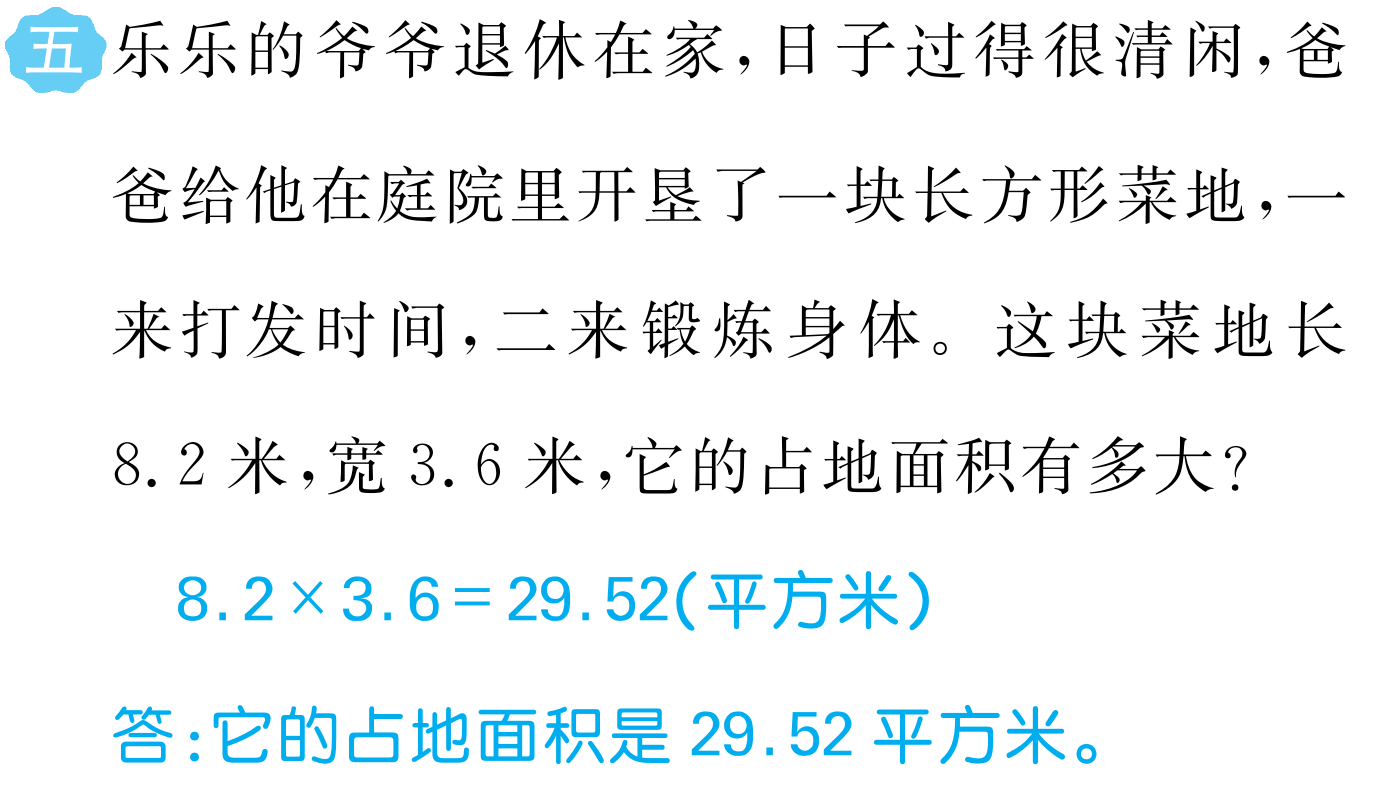 五 乐乐的爷爷退休在家,日子过得很清闲,爸
爸给他在庭院里开垦了一块长方形菜地,一
来打发时间,二来锻炼身体。这块菜地长
8.2米,宽3.6米,它的占地面积有多大?
8.2×3.6=29.52(平方米)
答:它的占地面积是29.52平方米。